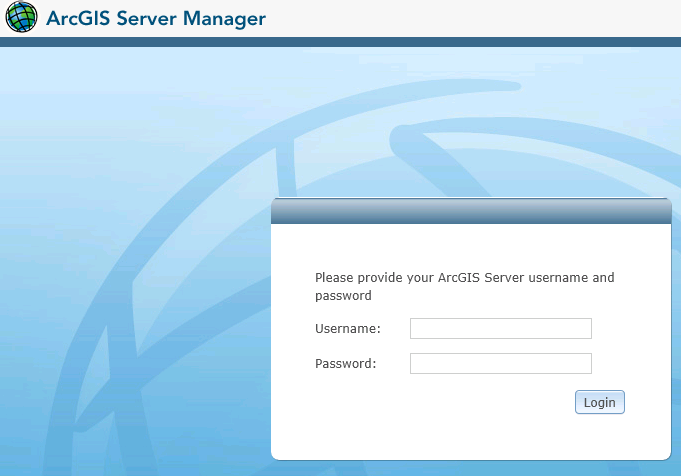 ArcGIS Server Manager
Please provide your ArcGIS Server username and
password
Username:
Password:
Login